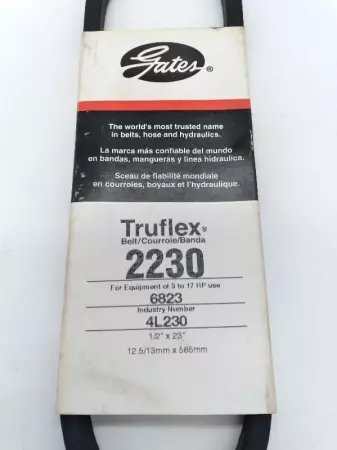 Gates®
The world's most trusted name
in belts, hose and hydraulics.
La marca más confiable del mundo
en bandas, mangueras y linea hidraulica.
Sceau de fiabilité mondiale
en courroies, boyaux et l'hydraulique.
Truflex®
Belt/Courroie/Banda
2230
For Equipment of 3 to 17 HP use
6823
Industry Number
4L230
1/2" x 23"
12.5/13mm x 585mm